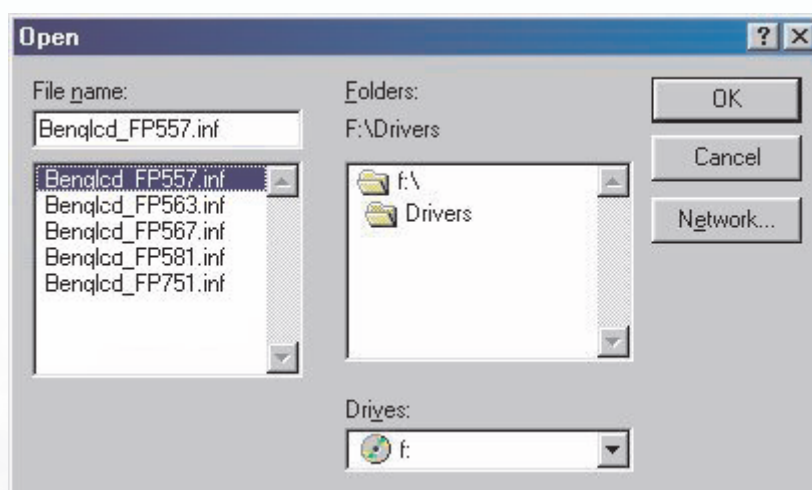 Open
File name:
Benqlcd_FP557.inf
Benqlcd_FP557.inf
Benqlcd_FP563.inf
Benqlcd_FP567.inf
Benqlcd_FP581.inf
Benqlcd_FP751.inf
Folders:
F:\Drivers
f:\
Drivers
Drives:
f:
OK
Cancel
Network...